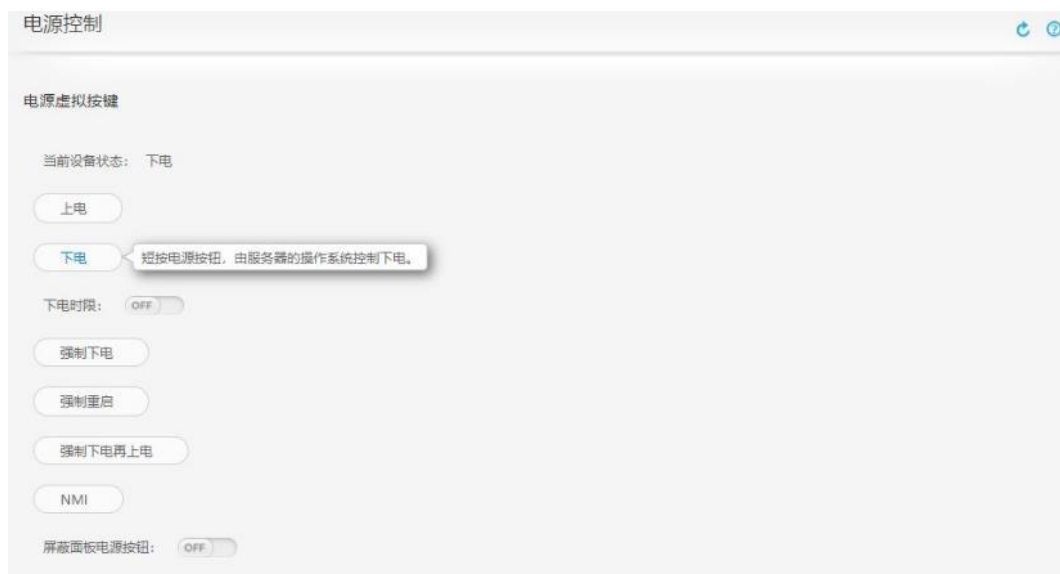 电源控制
电源虚拟按键
当前设备状态： 下电
上电
下电 短按电源按钮，由服务器的操作系统控制下电。
下电时限： OFF
强制下电
强制重启
强制下电再上电
NMI
屏蔽面板电源按钮： OFF